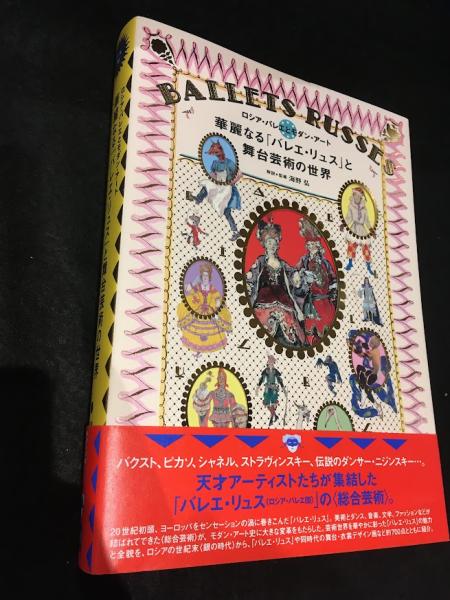 BALLETS RUSSES
ロシア・バレエとモダン・アート
華麗なる「バレエ・リュス」と
舞台芸術の世界
解説・監修 海野 弘
バクスト、ピカソ、シャネル、ストラヴィンスキー、伝説のダンサー・ニジンスキー…。
天才アーティストたちが集結した
「バレエ・リュス(ロシア・バレエ団)」の〈総合芸術〉。
20世紀初頭、ヨーロッパをセンセーションの渦に巻きこんだ「バレエ・リュス」。美術とダンス、音楽、文学、ファッションなどが
結ばれてできた〈総合芸術〉が、モダン・アート史に大きな変革をもたらした。芸術世界を華やかに彩った「バレエ・リュス」の魅力
と全貌を、ロシアの世紀末〈銀の時代〉から、「バレエ・リュス」や同時代の舞台・衣裳デザイン画など約700点とともに紹介。